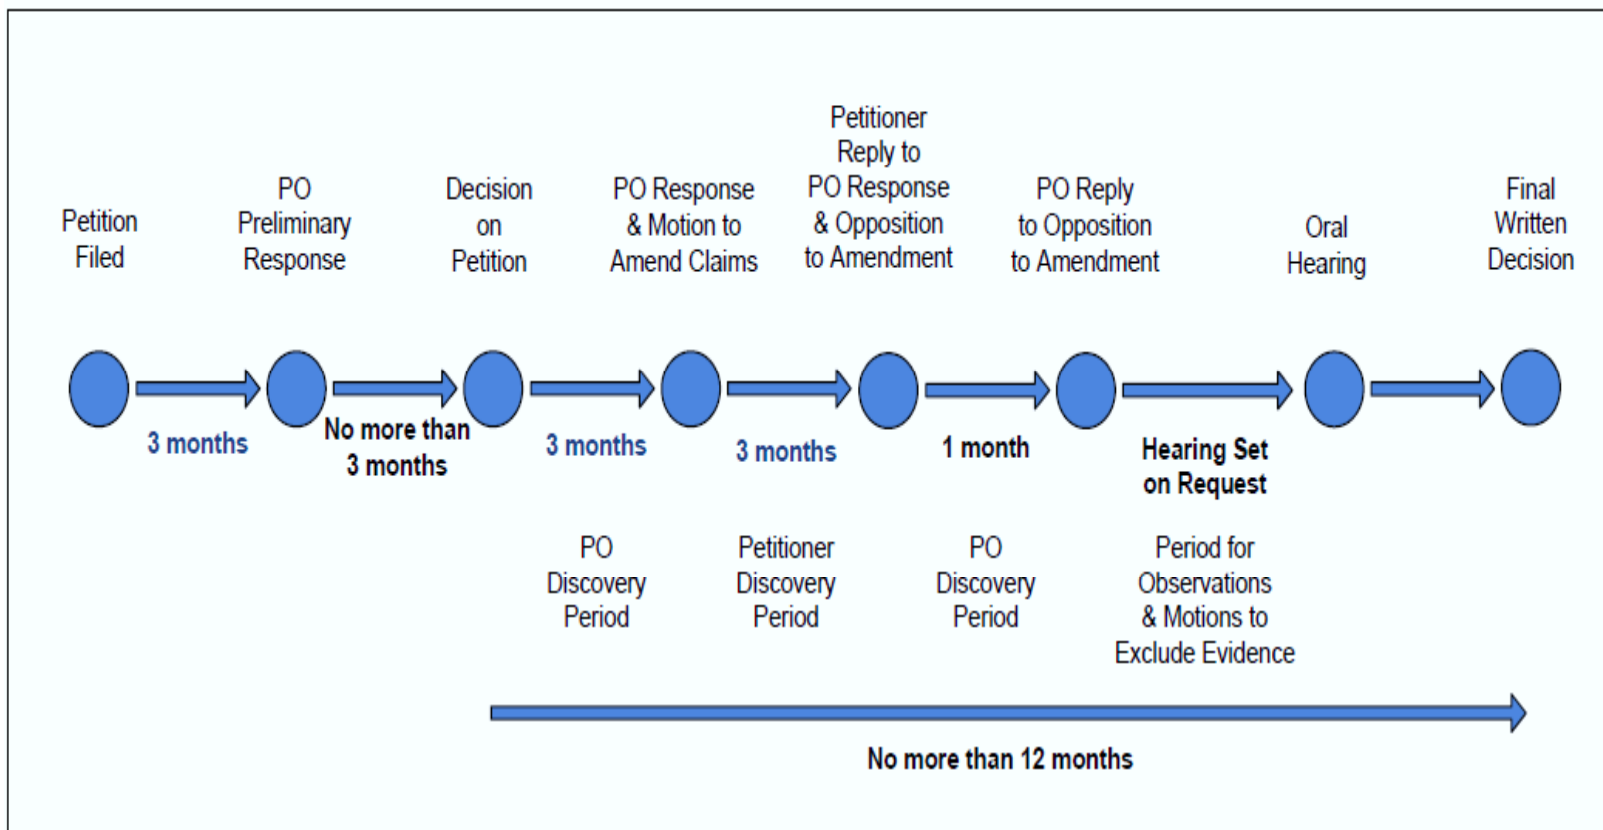 Petition
Filed
PO
Preliminary
Response
Decision
on
Petition
PO Response
& Motion to
Amend Claims
Petitioner
Reply to
PO Response
& Opposition
to Amendment
PO Reply
to Opposition
to Amendment
Oral
Hearing
Final
Written
Decision
3 months
No more than
3 months
3 months
3 months
1 month
Hearing Set
on Request
PO
Discovery
Period
Petitioner
Discovery
Period
PO
Discovery
Period
Period for
Observations
& Motions to
Exclude Evidence
No more than 12 months